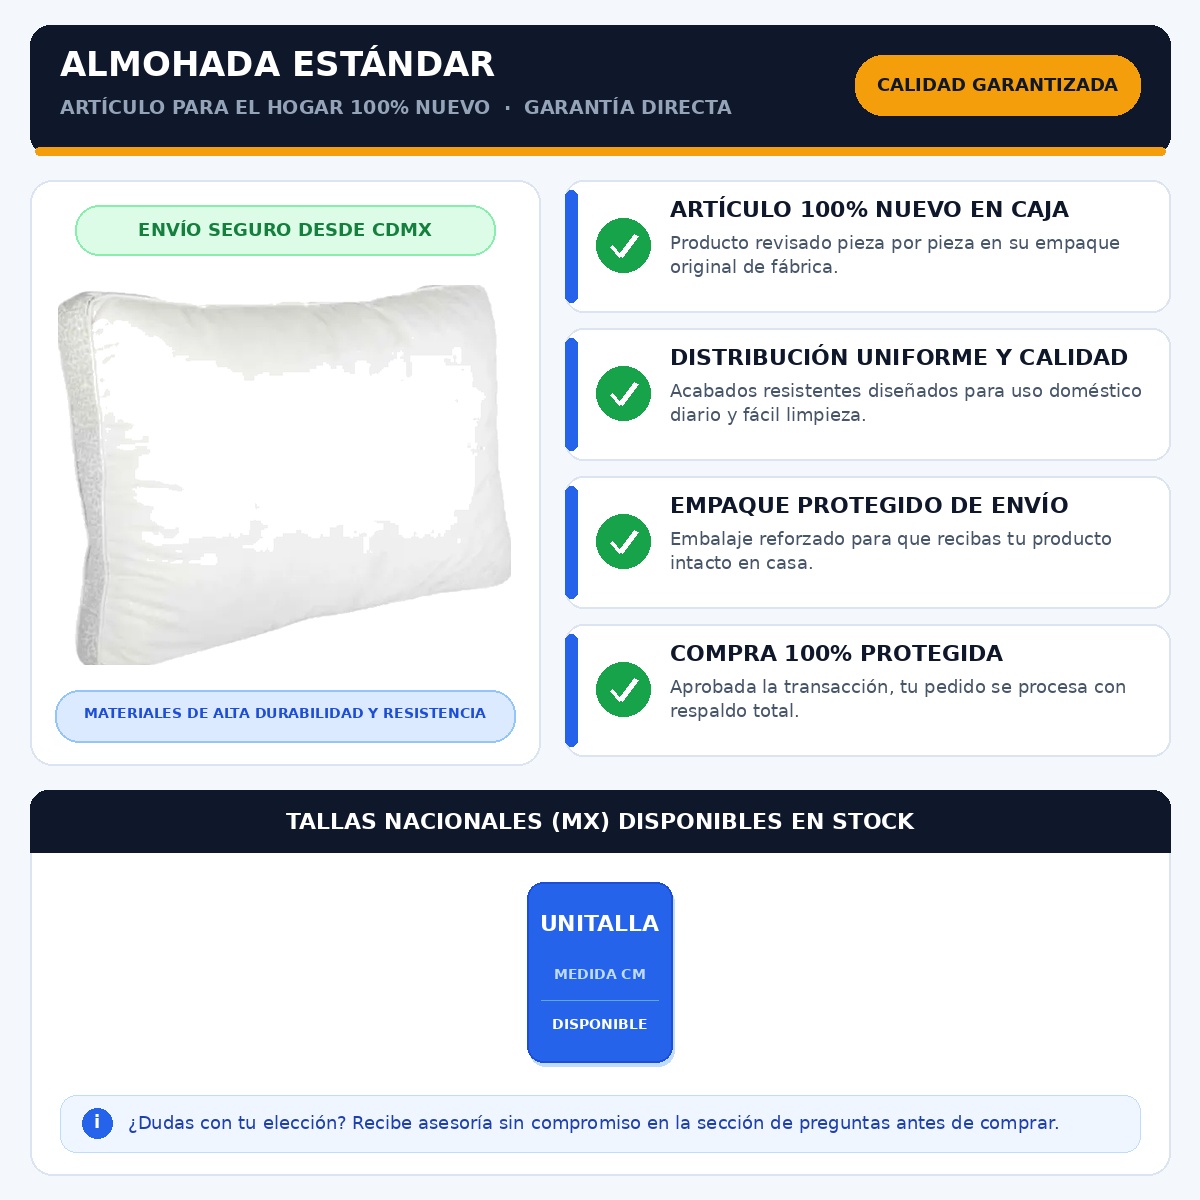 ALMOHADA ESTÁNDAR
ARTÍCULO PARA EL HOGAR 100% NUEVO · GARANTÍA DIRECTA
CALIDAD GARANTIZADA
ENVÍO SEGURO DESDE CDMX
MATERIALES DE ALTA DURABILIDAD Y RESISTENCIA
ARTÍCULO 100% NUEVO EN CAJA
Producto revisado pieza por pieza en su empaque
original de fábrica.
DISTRIBUCIÓN UNIFORME Y CALIDAD
Acabados resistentes diseñados para uso doméstico
diario y fácil limpieza.
EMPAQUE PROTEGIDO DE ENVÍO
Embalaje reforzado para que recibas tu producto
intacto en casa.
COMPRA 100% PROTEGIDA
Aprobada la transacción, tu pedido se procesa con
respaldo total.
TALLAS NACIONALES (MX) DISPONIBLES EN STOCK
UNITALLA
MEDIDA CM
DISPONIBLE
i ¿Dudas con tu elección? Recibe asesoría sin compromiso en la sección de preguntas antes de comprar.